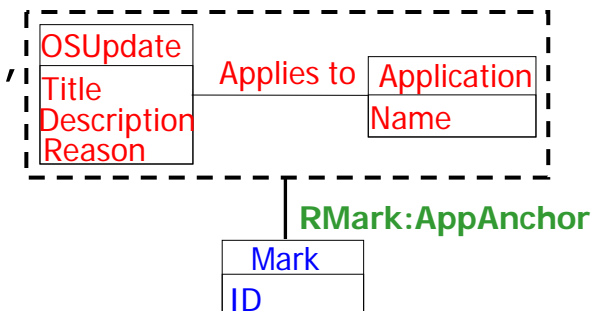 OSUpdate
Applies to
Application
,
Title
Description
Reason
Name
RMark:AppAnchor
Mark
ID